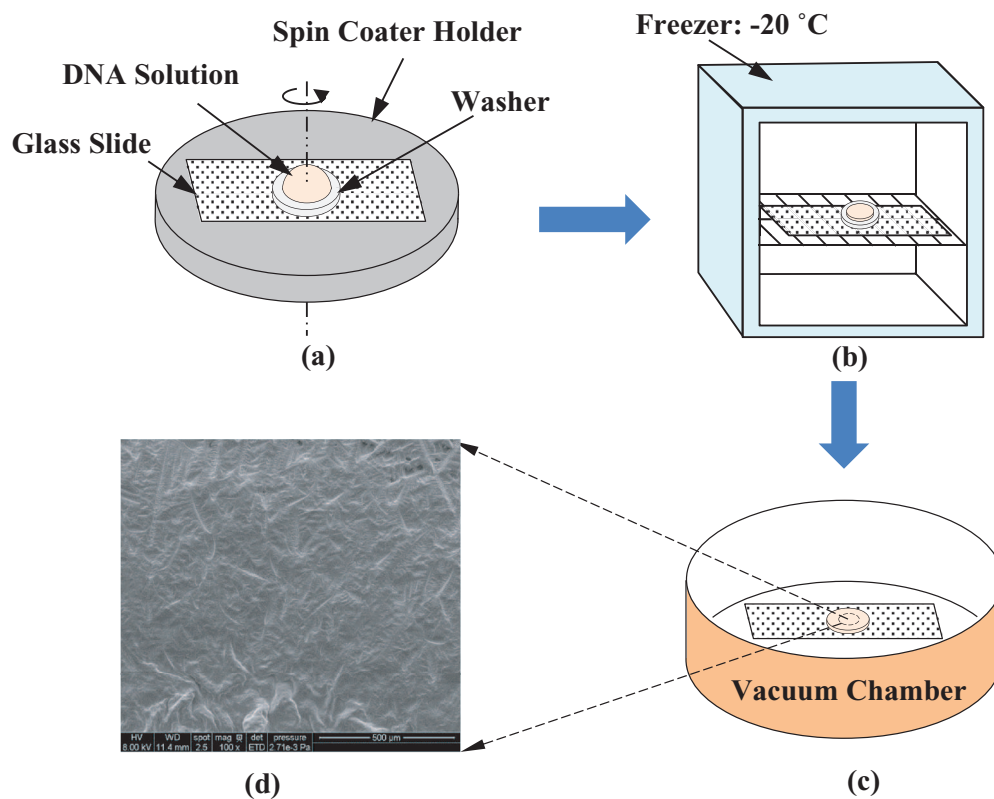 Spin Coater Holder
DNA Solution
Washer
Glass Slide
(a)
Freezer: -20 ˚C
(b)
Vacuum Chamber
(c)
HV WD spot mag det pressure 500 µm
8.00 kV 11.4 mm 2.5 100 x ETD 2.71e-3 Pa
(d)